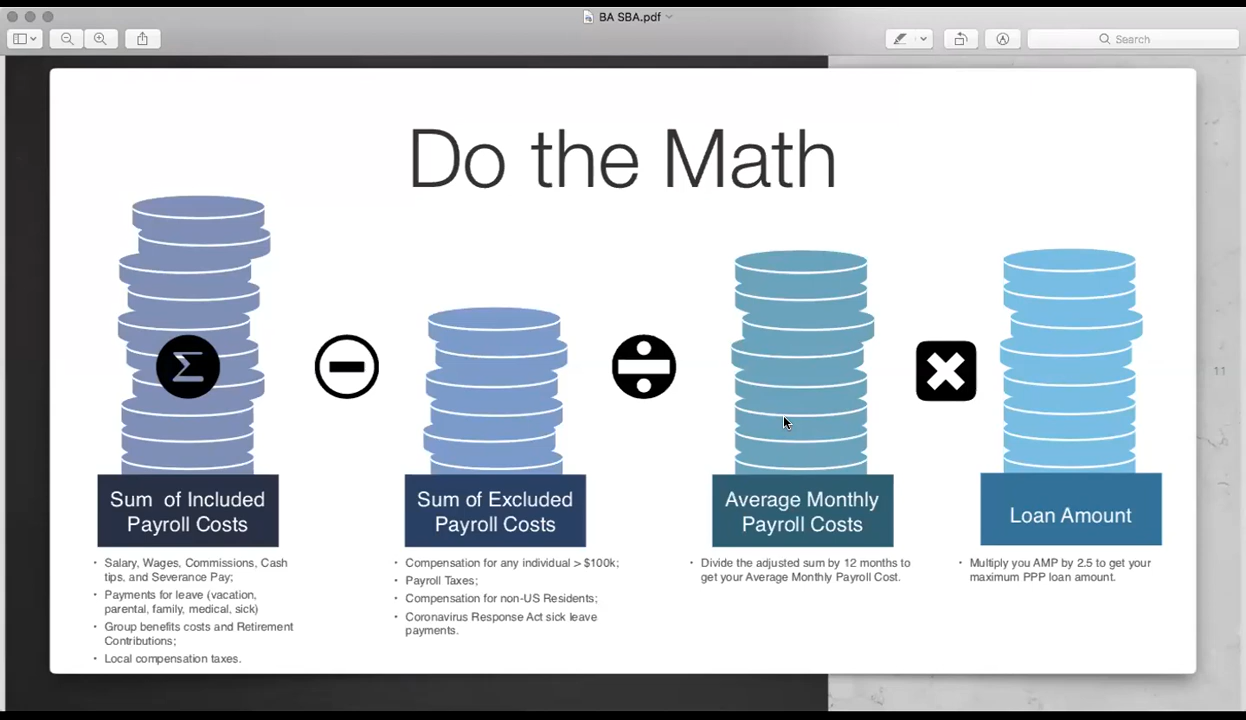 BA SBA.pdf
Search
Do the Math
Σ
Sum of Included
Payroll Costs
• Salary, Wages, Commissions, Cash
tips, and Severance Pay;
• Payments for leave (vacation,
parental, family, medical, sick)
• Group benefits costs and Retirement
Contributions;
• Local compensation taxes.
Sum of Excluded
Payroll Costs
• Compensation for any individual > $100k;
• Payroll Taxes;
• Compensation for non-US Residents;
• Coronavirus Response Act sick leave
payments.
Average Monthly
Payroll Costs
• Divide the adjusted sum by 12 months to
get your Average Monthly Payroll Cost.
Loan Amount
• Multiply you AMP by 2.5 to get your
maximum PPP loan amount.
11